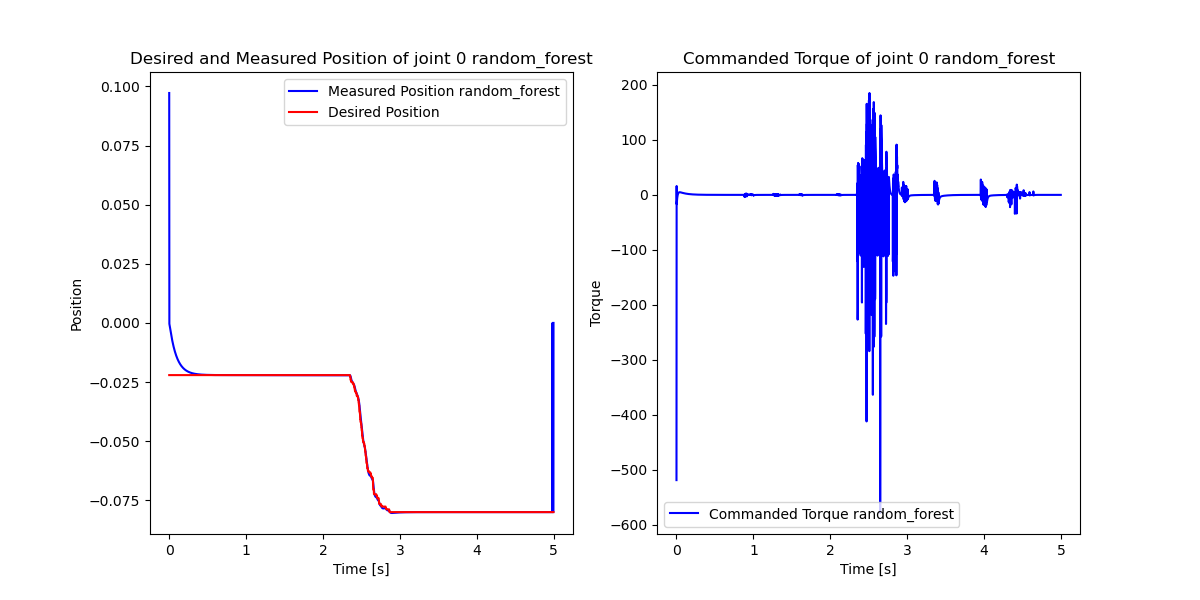 Desired and Measured Position of joint 0 random_forest
Measured Position random_forest
Desired Position
Position
0.100
0.075
0.050
0.025
0.000
−0.025
−0.050
−0.075
0 1 2 3 4 5
Time [s]
Commanded Torque of joint 0 random_forest
Torque
200
100
0
−100
−200
−300
−400
−500
−600
Commanded Torque random_forest
0 1 2 3 4 5
Time [s]